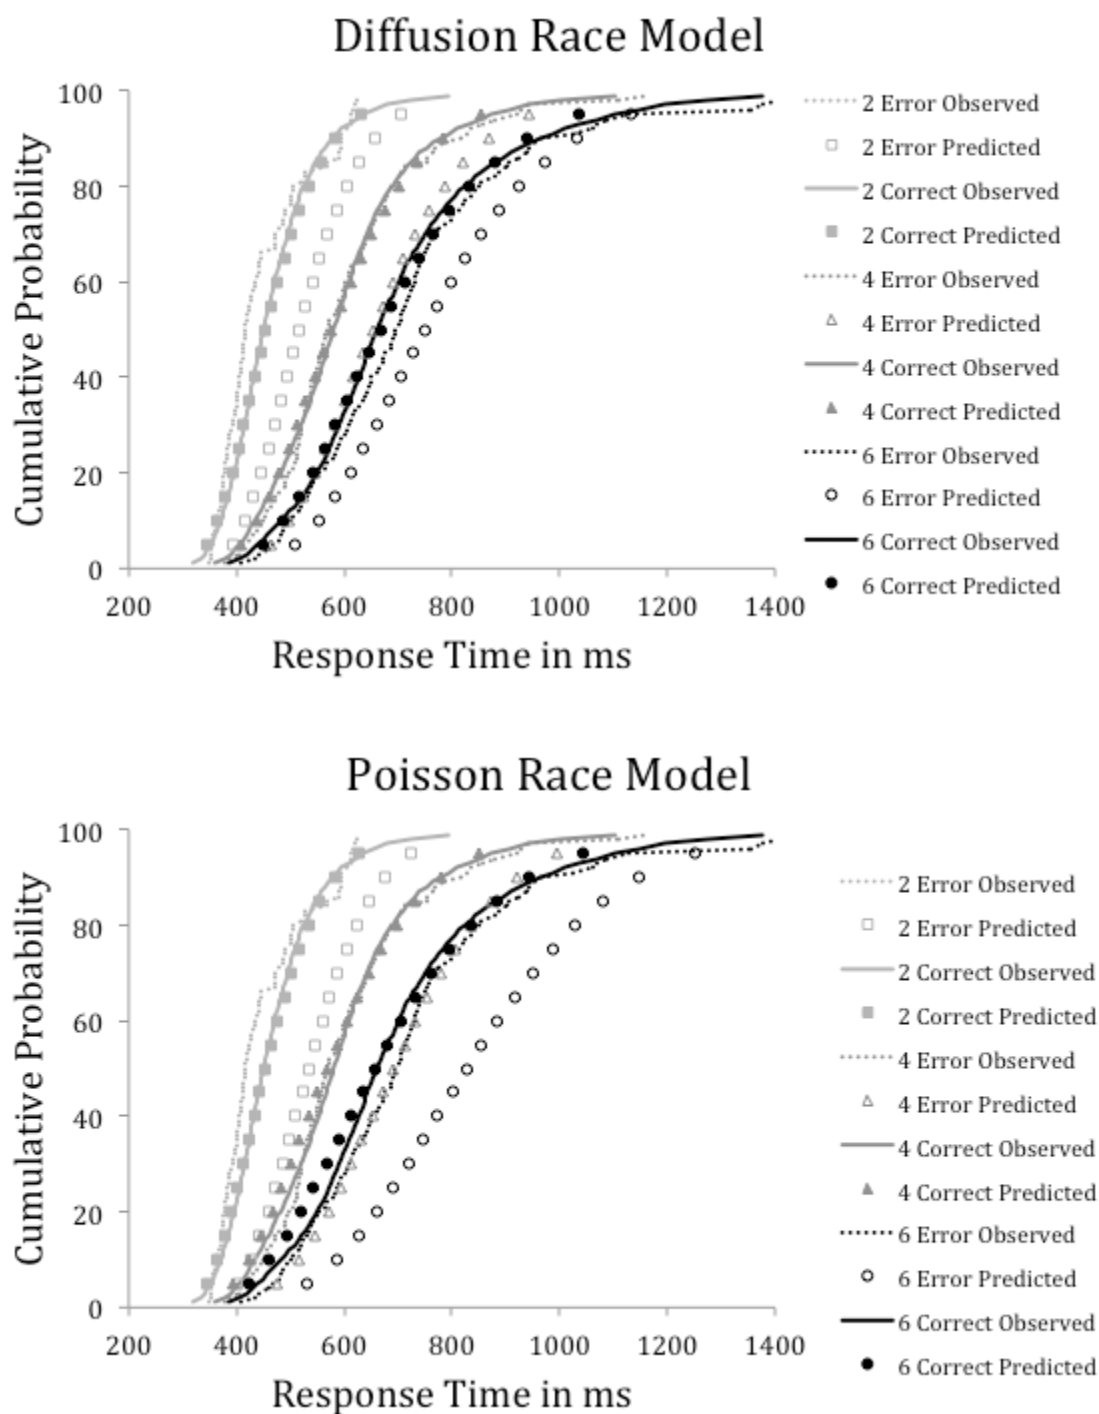 Diffusion Race Model
Cumulative Probability
100
80
60
40
20
0
200 400 600 800 1000 1200 1400
Response Time in ms
2 Error Observed
2 Error Predicted
2 Correct Observed
2 Correct Predicted
4 Error Observed
4 Error Predicted
4 Correct Observed
4 Correct Predicted
6 Error Observed
6 Error Predicted
6 Correct Observed
6 Correct Predicted
Poisson Race Model
Cumulative Probability
100
80
60
40
20
0
200 400 600 800 1000 1200 1400
Response Time in ms
2 Error Observed
2 Error Predicted
2 Correct Observed
2 Correct Predicted
4 Error Observed
4 Error Predicted
4 Correct Observed
4 Correct Predicted
6 Error Observed
6 Error Predicted
6 Correct Observed
6 Correct Predicted